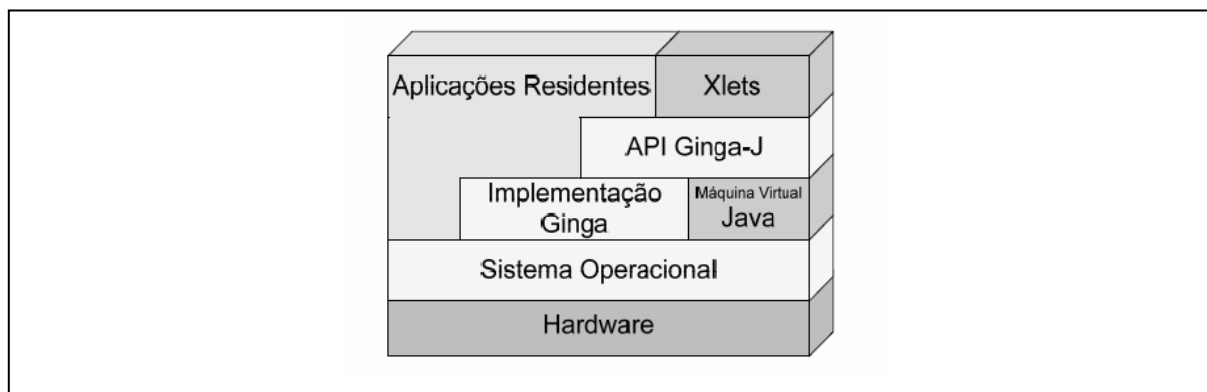 Aplicações Residentes
Xlets
API Ginga-J
Implementação
Ginga
Máquina Virtual
Java
Sistema Operacional
Hardware